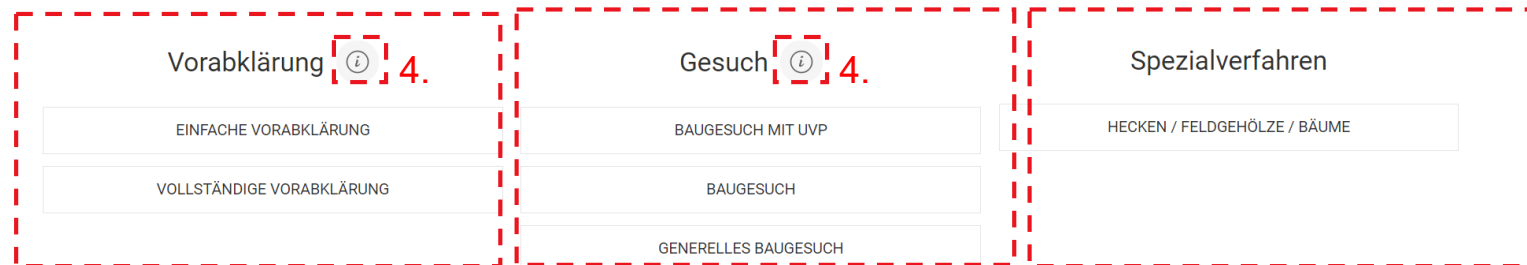 Vorabklärung i 4.
EINFACHE VORABKLÄRUNG
VOLLSTÄNDIGE VORABKLÄRUNG
Gesuch i 4.
BAUGESUCH MIT UVP
BAUGESUCH
GENERELLES BAUGESUCH
Spezialverfahren
HECKEN / FELDGEHÖLZE / BÄUME